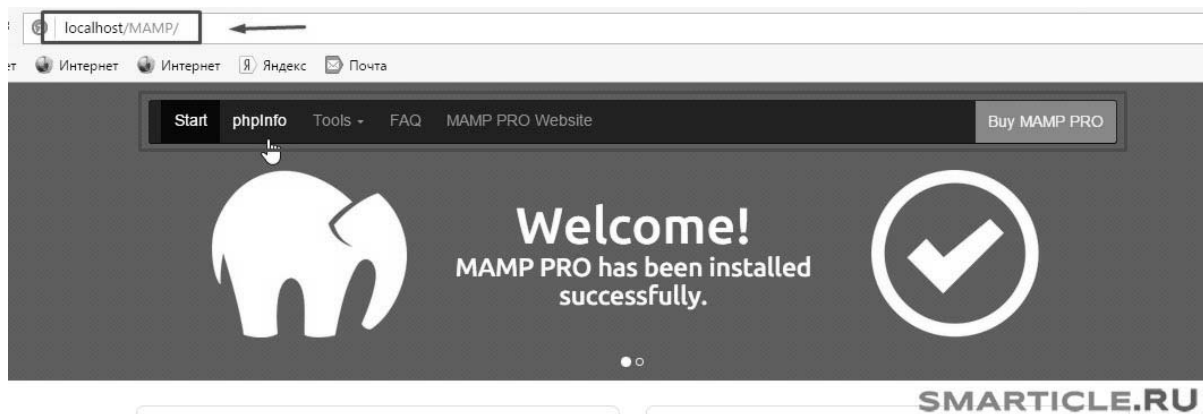 localhost/MAMP/
ет Интернет Интернет Я Яндекс Почта
Start phpInfo Tools FAQ MAMP PRO Website Buy MAMP PRO
Welcome!
MAMP PRO has been installed
successfully.
SMARTICLE.RU